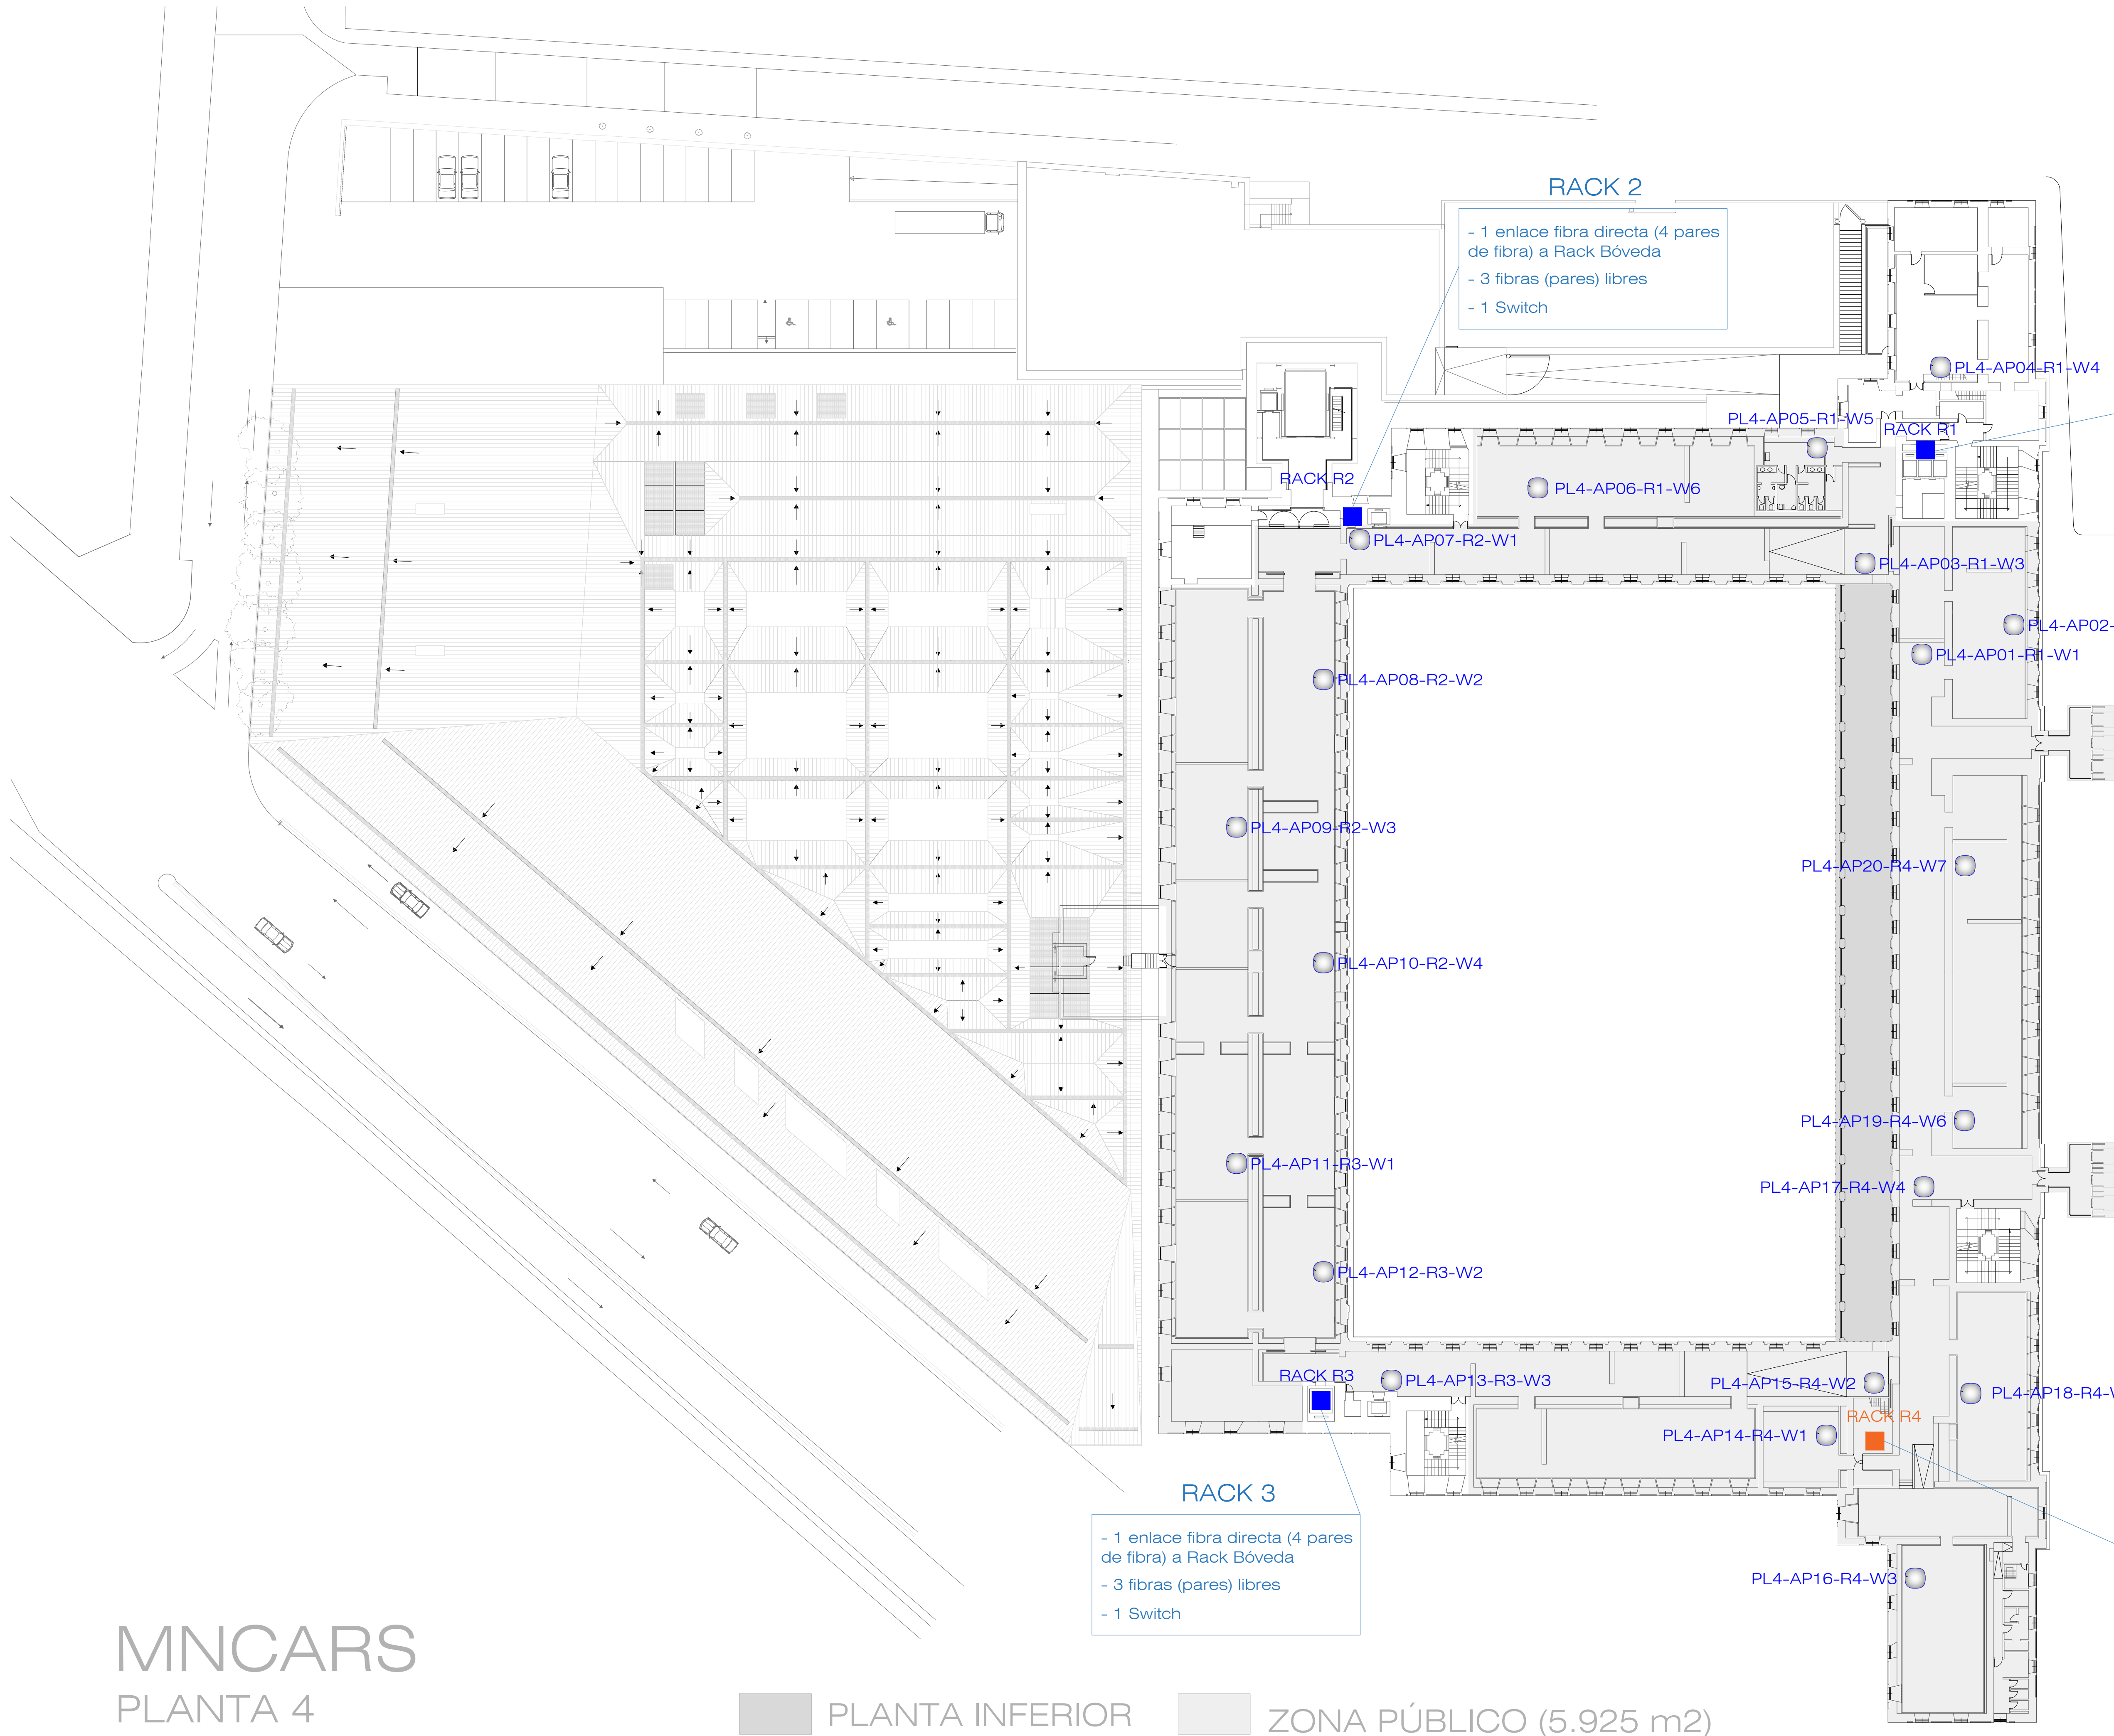 RACK 2
- 1 enlace fibra directa (4 pares
de fibra) a Rack Bóveda
- 3 fibras (pares) libres
- 1 Switch
PL4-AP04-R1-W4
PL4-AP05-R1-W5
RACK R1
RACK R2
PL4-AP06-R1-W6
PL4-AP07-R2-W1
PL4-AP03-R1-W3
PL4-AP02-
PL4-AP01-R1-W1
PL4-AP08-R2-W2
PL4-AP09-R2-W3
PL4-AP20-R4-W7
PL4-AP10-R2-W4
PL4-AP19-R4-W6
PL4-AP11-R3-W1
PL4-AP17-R4-W4
PL4-AP12-R3-W2
RACK R3
PL4-AP13-R3-W3
PL4-AP15-R4-W2
PL4-AP18-R4-
RACK R4
PL4-AP14-R4-W1
RACK 3
- 1 enlace fibra directa (4 pares
de fibra) a Rack Bóveda
- 3 fibras (pares) libres
- 1 Switch
PL4-AP16-R4-W3
MNCARS
PLANTA 4
PLANTA INFERIOR
ZONA PÚBLICO (5.925 m2)